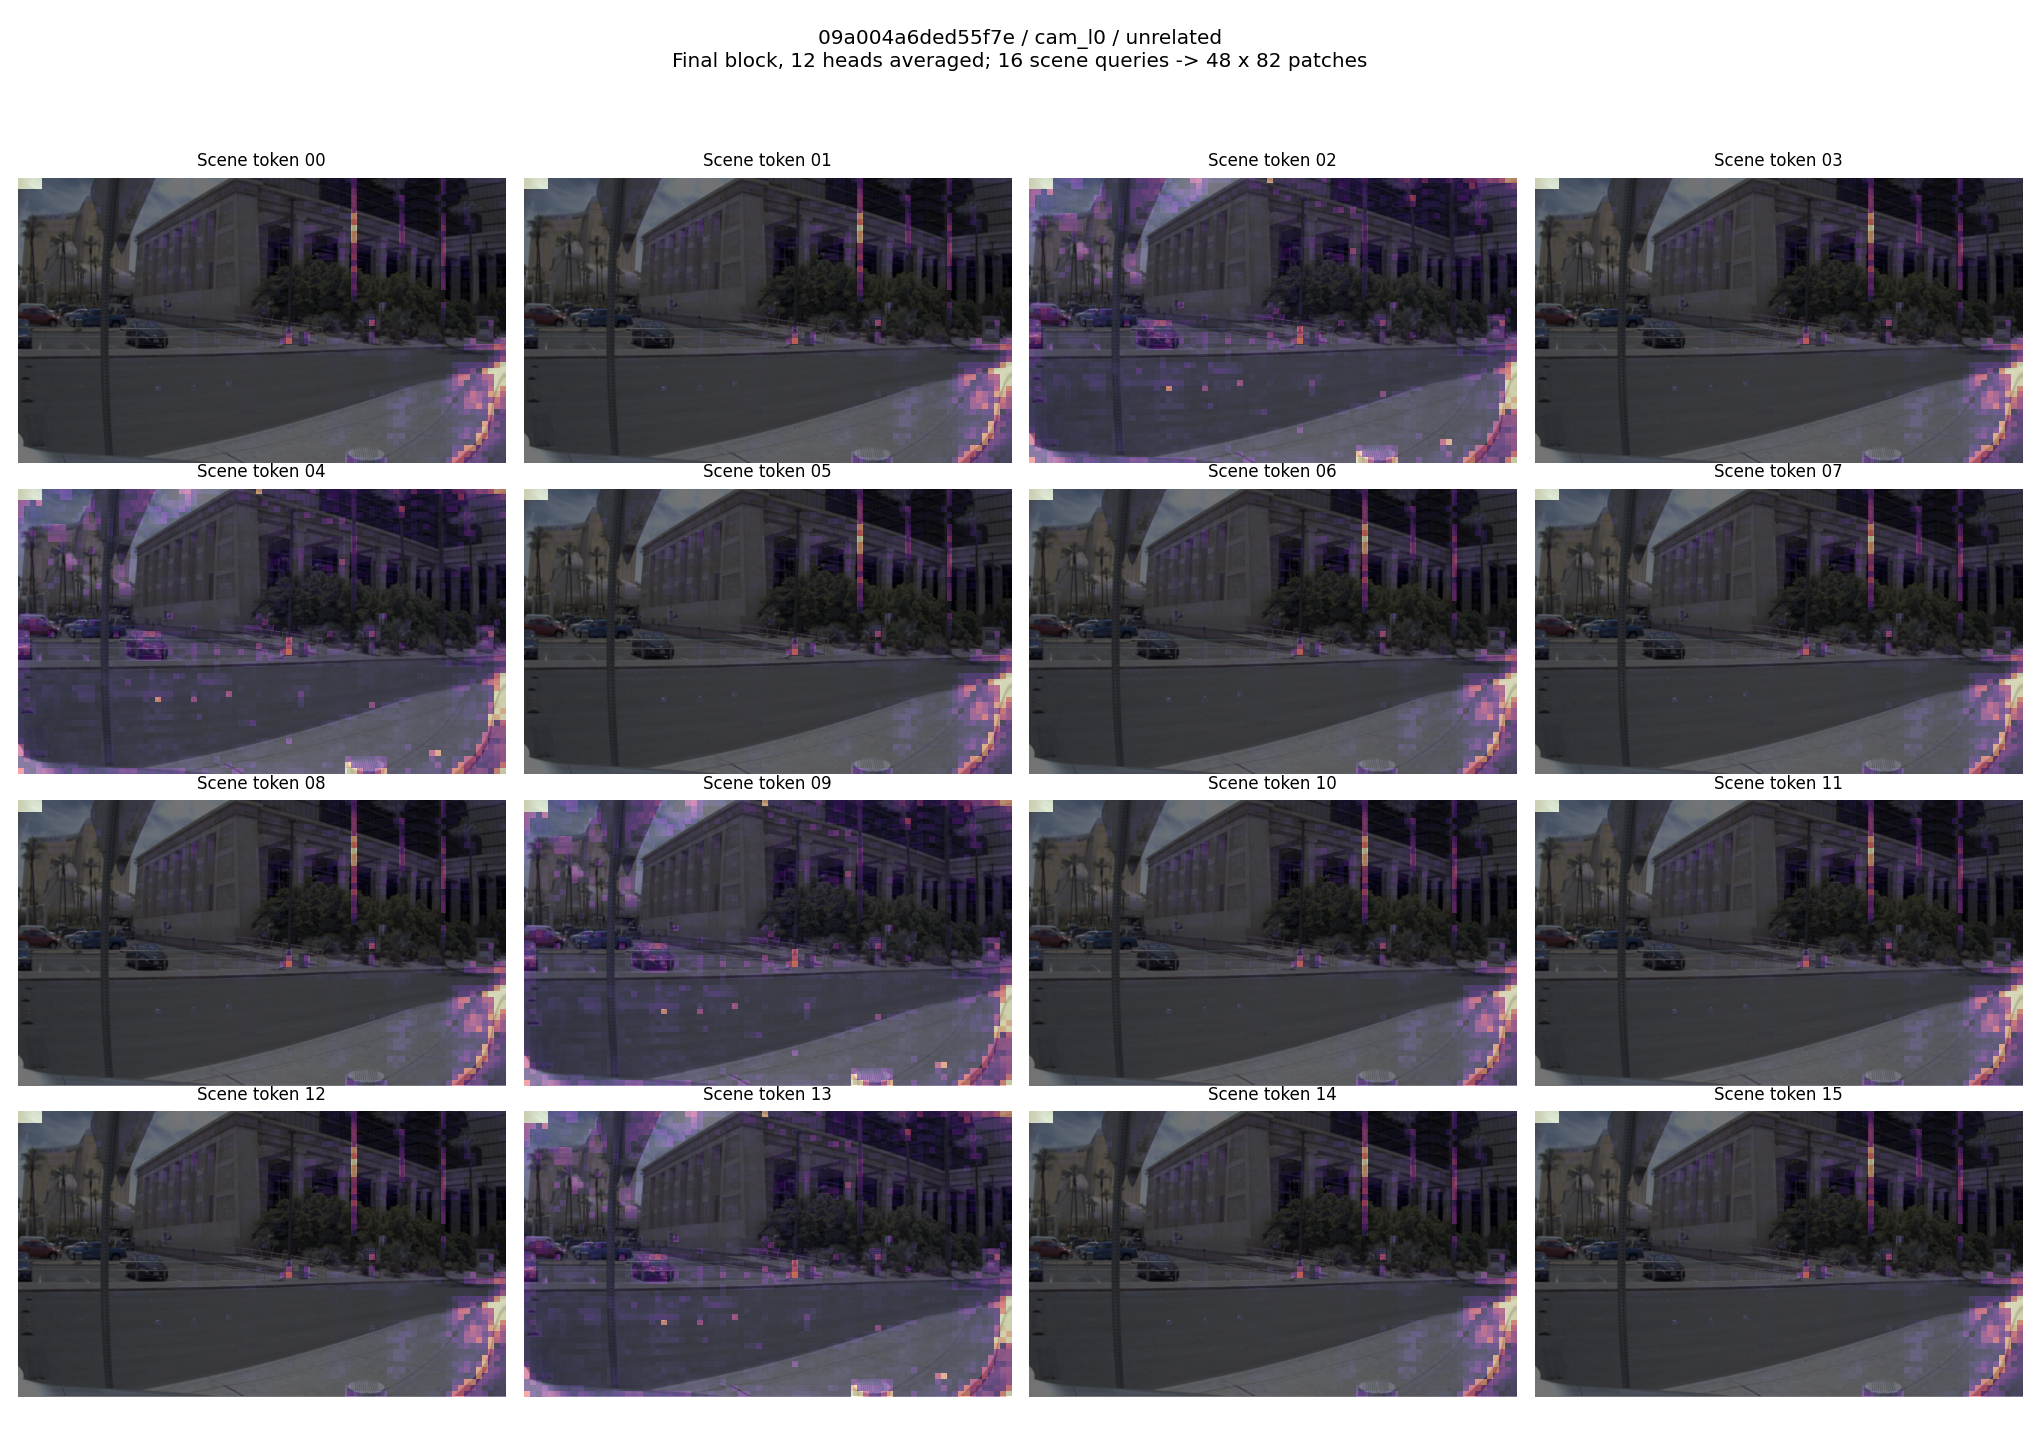 09a004a6ded55f7e / cam_l0 / unrelated
Final block, 12 heads averaged; 16 scene queries -> 48 x 82 patches
Scene token 00
Scene token 01
Scene token 02
Scene token 03
Scene token 04
Scene token 05
Scene token 06
Scene token 07
Scene token 08
Scene token 09
Scene token 10
Scene token 11
Scene token 12
Scene token 13
Scene token 14
Scene token 15